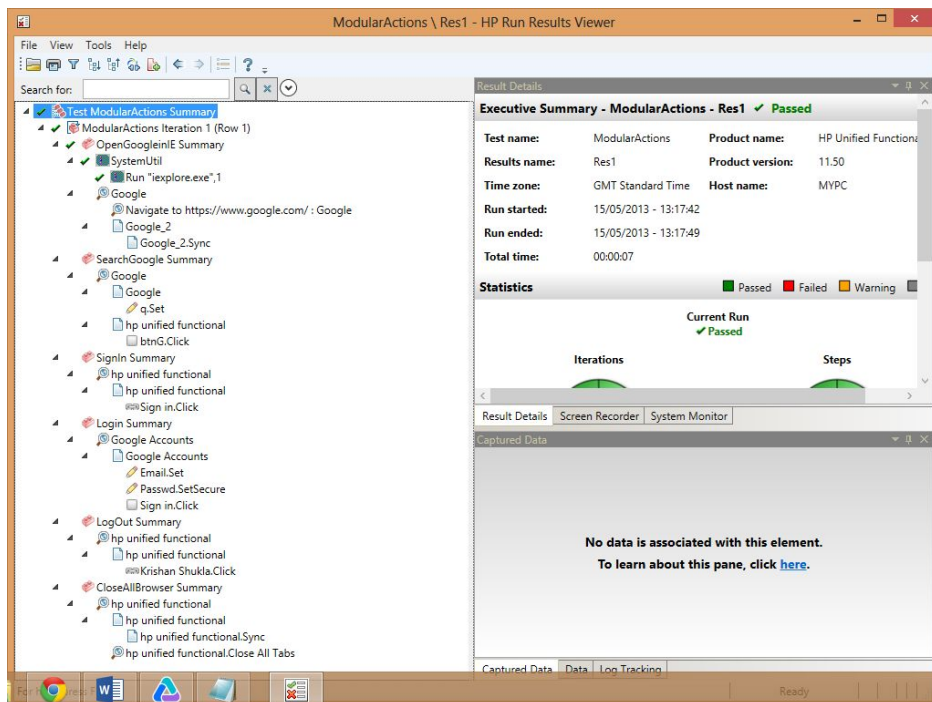 ModularActions \ Res1 - HP Run Results Viewer
File View Tools Help
Search for:
Test ModularActions Summary
ModularActions Iteration 1 (Row 1)
OpenGoogleinIE Summary
SystemUtil
Run "iexplore.exe",1
Google
Navigate to https://www.google.com/ : Google
Google_2
Google_2.Sync
SearchGoogle Summary
Google
Google
q.Set
hp unified functional
btnG.Click
SignIn Summary
hp unified functional
hp unified functional
Sign in.Click
Login Summary
Google Accounts
Google Accounts
Email.Set
Passwd.SetSecure
Sign in.Click
LogOut Summary
hp unified functional
hp unified functional
Krishan Shukla.Click
CloseAllBrowser Summary
hp unified functional
hp unified functional
hp unified functional.Sync
hp unified functional.Close All Tabs
Result Details
Executive Summary - ModularActions - Res1 ✔ Passed
Test name: ModularActions Product name: HP Unified Functiona
Results name: Res1 Product version: 11.50
Time zone: GMT Standard Time Host name: MYPC
Run started: 15/05/2013 - 13:17:42
Run ended: 15/05/2013 - 13:17:49
Total time: 00:00:07
Statistics Passed Failed Warning
Current Run
✔ Passed
Iterations Steps
Result Details Screen Recorder System Monitor
Captured Data
No data is associated with this element.
To learn about this pane, click here.
Captured Data Data Log Tracking
Ready